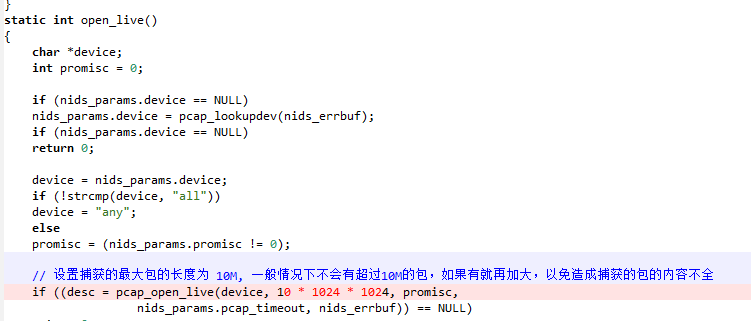 }
static int open_live()
{
char *device;
int promisc = 0;
if (nids_params.device == NULL)
nids_params.device = pcap_lookupdev(nids_errbuf);
if (nids_params.device == NULL)
return 0;
device = nids_params.device;
if (!strcmp(device, "all"))
device = "any";
else
promisc = (nids_params.promisc != 0);
// 设置捕获的最大包的长度为 10M, 一般情况下不会有超过10M的包，如果有就再加大，以免造成捕获的包的内容不全
if ((desc = pcap_open_live(device, 10 * 1024 * 1024, promisc,
nids_params.pcap_timeout, nids_errbuf)) == NULL)